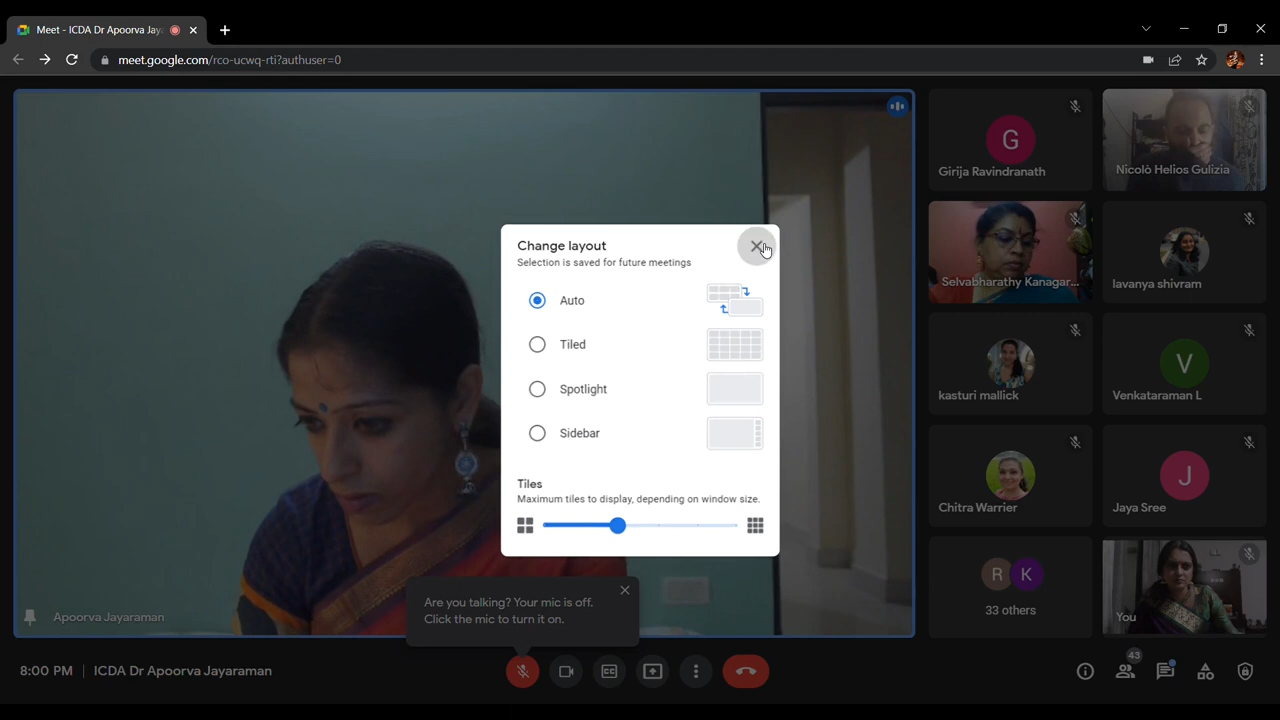 Meet - ICDA Dr Apoorva Jay
meet.google.com/rco-ucwq-rti?authuser=0
G
Girija Ravindranath
Nicolò Helios Gulizia
Change layout
Selection is saved for future meetings
Auto
Tiled
Spotlight
Sidebar
Tiles
Maximum tiles to display, depending on window size.
Selvabharathy Kanagar...
lavanya shivram
kasturi mallick
V
Venkataraman L
Chitra Warrier
J
Jaya Sree
R K
33 others
You
Apoorva Jayaraman
Are you talking? Your mic is off.
Click the mic to turn it on.
8:00 PM | ICDA Dr Apoorva Jayaraman
CC
43